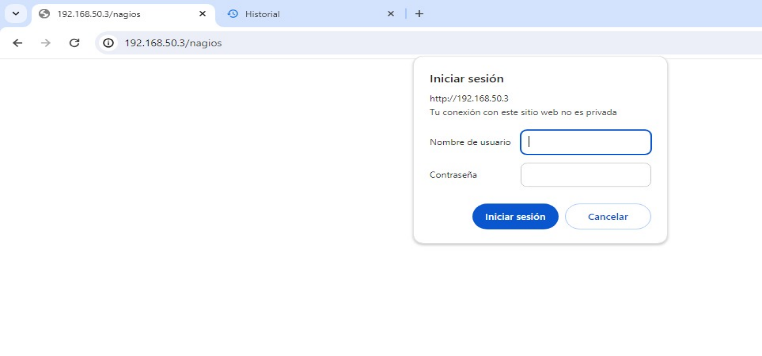 192.168.50.3/nagios
Historial
192.168.50.3/nagios
Iniciar sesión
http://192.168.50.3
Tu conexión con este sitio web no es privada
Nombre de usuario
Contraseña
Iniciar sesión
Cancelar